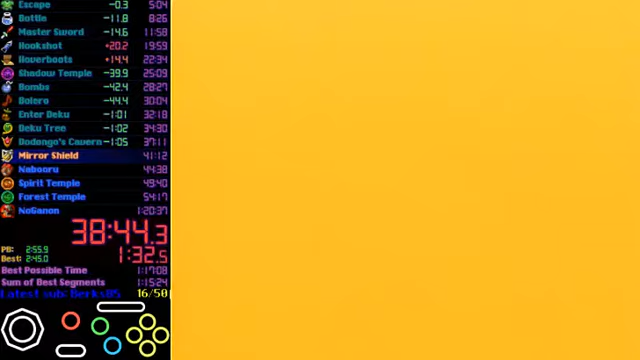 Escape -0.3 5:04
Bottle -11.8 8:26
Master Sword -14.6 11:58
Hookshot +20.2 19:59
Hoverboots +14.4 22:34
Shadow Temple -39.9 25:09
Bombs -42.4 28:27
Bolero -44.4 30:04
Enter Deku -1:01 32:18
Deku Tree -1:02 34:30
Dodongo's Cavern -1:05 37:11
Mirror Shield 41:12
Nabooru 44:38
Spirit Temple 49:40
Forest Temple 54:17
NoGanon 1:20:37
38:44.3
PB: 2:55.9
Best: 2:45.0
1:32.5
Best Possible Time 1:17:08
Sum of Best Segments 1:15:24
Latest sub: Berks05 16/50